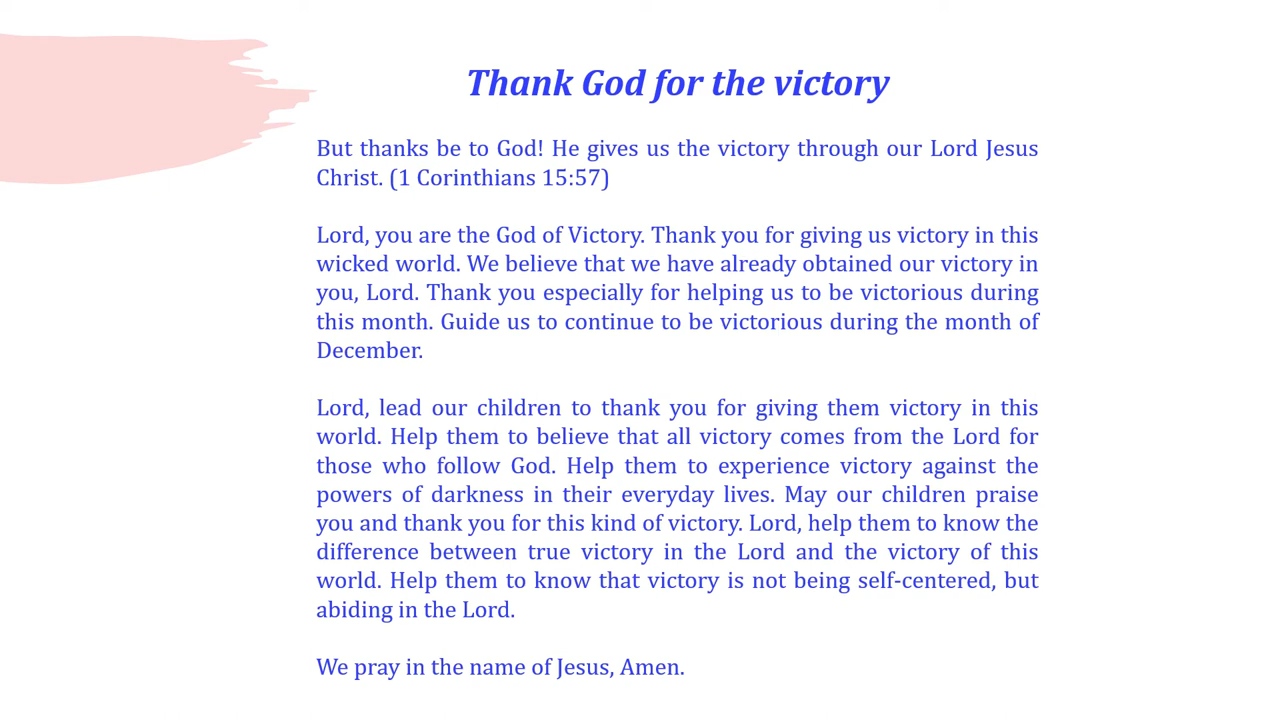 Thank God for the victory
But thanks be to God! He gives us the victory through our Lord Jesus
Christ. (1 Corinthians 15:57)
Lord, you are the God of Victory. Thank you for giving us victory in this
wicked world. We believe that we have already obtained our victory in
you, Lord. Thank you especially for helping us to be victorious during
this month. Guide us to continue to be victorious during the month of
December.
Lord, lead our children to thank you for giving them victory in this
world. Help them to believe that all victory comes from the Lord for
those who follow God. Help them to experience victory against the
powers of darkness in their everyday lives. May our children praise
you and thank you for this kind of victory. Lord, help them to know the
difference between true victory in the Lord and the victory of this
world. Help them to know that victory is not being self-centered, but
abiding in the Lord.
We pray in the name of Jesus, Amen.